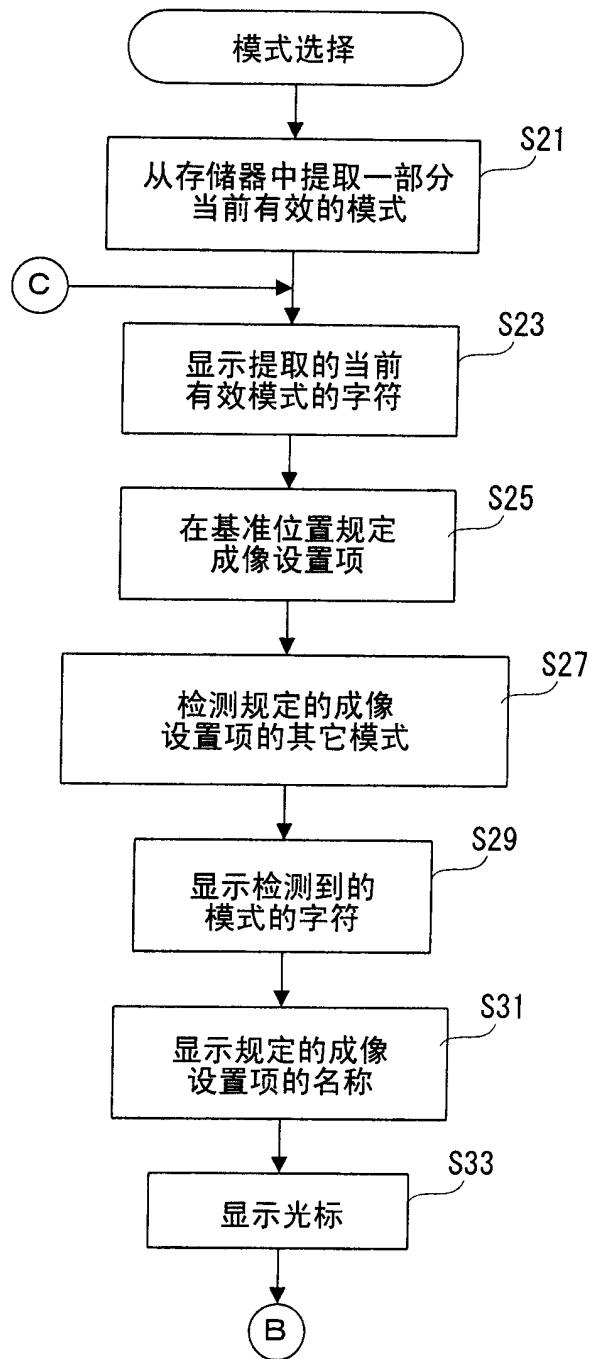 模式选择
S21
从存储器中提取一部分
当前有效的模式
C
S23
显示提取的当前
有效模式的字符
S25
在基准位置规定
成像设置项
S27
检测规定的成像
设置项的其它模式
S29
显示检测到的
模式的字符
S31
显示规定的成像
设置项的名称
S33
显示光标
B